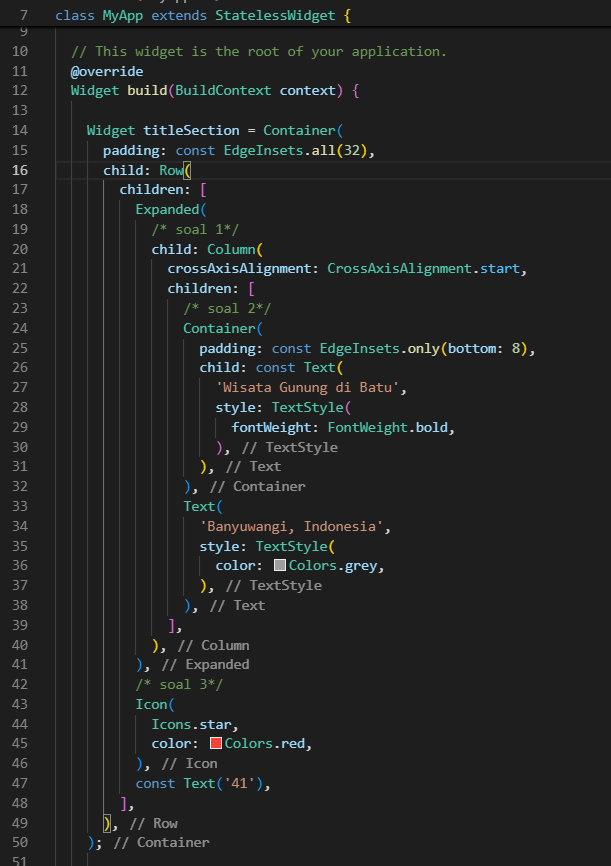 7 class MyApp extends StatelessWidget {
9
10 // This widget is the root of your application.
11 @override
12 Widget build(BuildContext context) {
13
14 Widget titleSection = Container(
15 padding: const EdgeInsets.all(32),
16 child: Row(
17 children: [
18 Expanded(
19 /* soal 1*/
20 child: Column(
21 crossAxisAlignment: CrossAxisAlignment.start,
22 children: [
23 /* soal 2*/
24 Container(
25 padding: const EdgeInsets.only(bottom: 8),
26 child: const Text(
27 'Wisata Gunung di Batu',
28 style: TextStyle(
29 fontWeight: FontWeight.bold,
30 ), // TextStyle
31 ), // Text
32 ), // Container
33 Text(
34 'Banyuwangi, Indonesia',
35 style: TextStyle(
36 color: Colors.grey,
37 ), // TextStyle
38 ), // Text
39 ],
40 ), // Column
41 ), // Expanded
42 /* soal 3*/
43 Icon(
44 Icons.star,
45 color: Colors.red,
46 ), // Icon
47 const Text('41'),
48 ],
49 ), // Row
50 ); // Container
51